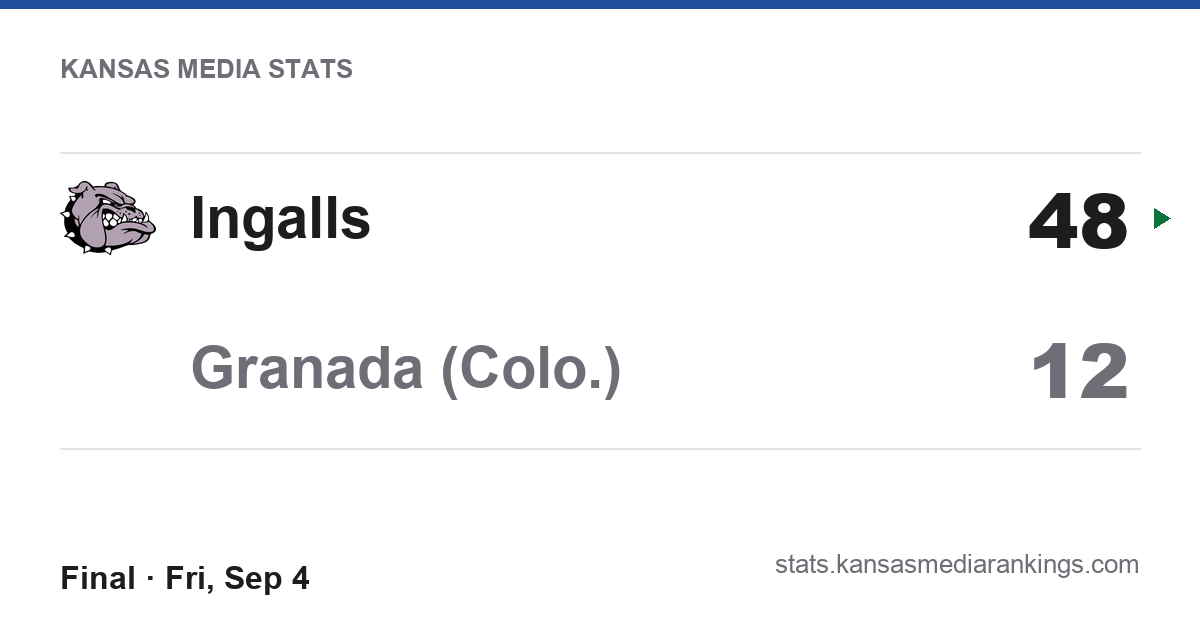 KANSAS MEDIA STATS
Ingalls 48
Granada (Colo.) 12
Final · Fri, Sep 4
stats.kansasmediarankings.com